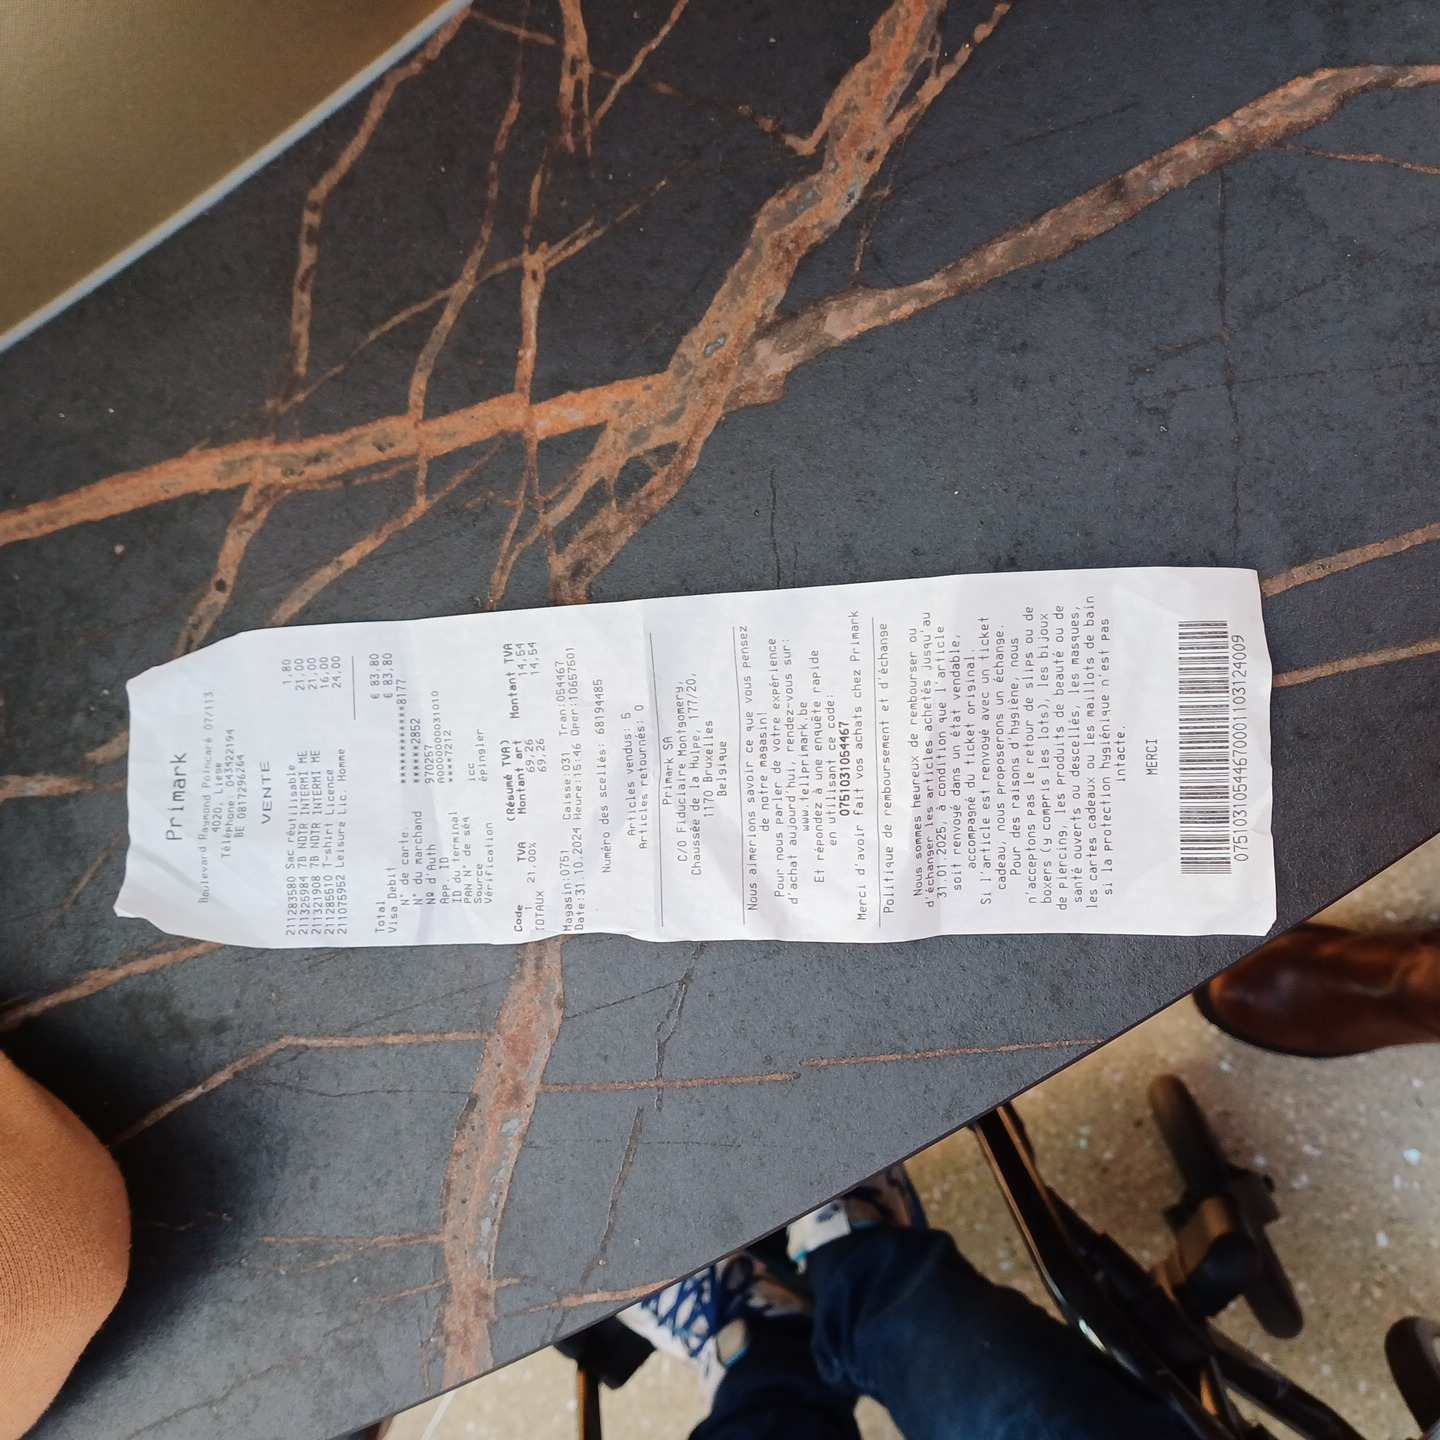 Primark
Boulevard Raymond Poincaré 07/113
4020, Liege
Téléphone: 043422194
BE 0817296264
VENTE
211283580 Sac réutilisable 1,80
211325984 7B NDTR INTERMI ME 21,00
211321908 7B NDTR INTERMI ME 21,00
211285510 T-shirt Licence 16,00
211075952 Leisure Lic. Homme 24,00
Total € 83,80
Visa Debit € 83,80
N° de carte ************8177
N° du marchand ******2852
N° d'auth 970257
App ID A0000000031010
ID du terminal ****7212
PAN N° de séq
Source icc
Vérification épingler
(Résumé TVA)
Code TVA Montant art Montant TVA
1 21.00% 69,26 14,54
TOTAUX 69,26 14,54
Magasin:0751 Caisse:031 Tran:054467
Date:31.10.2024 Heure:15:46 Oper:10657501
Numéro des scellés: 68194485
Articles vendus: 5
Articles retournés: 0
Primark SA
C/O Fiduciaire Montgomery,
Chaussée de la Hulpe, 177/20,
1170 Bruxelles
Belgique
Nous aimerions savoir ce que vous pensez
de notre magasin!
Pour nous parler de votre expérience
d'achat aujourd'hui, rendez-vous sur:
www.tellprimark.be
Et répondez à une enquête rapide
en utilisant ce code:
0751031054467
Merci d'avoir fait vos achats chez Primark
Politique de remboursement et d'échange
Nous sommes heureux de rembourser ou
d'échanger les articles achetés jusqu'au
31.01.2025, à condition que l'article
soit renvoyé dans un état vendable,
accompagné du ticket original.
Si l'article est renvoyé avec un ticket
cadeau, nous proposerons un échange.
Pour des raisons d'hygiène, nous
n'acceptons pas le retour de slips ou de
boxers (y compris les lots), les bijoux
de piercing, les produits de beauté ou de
santé ouverts ou descellés, les masques,
les cartes cadeaux ou les maillots de bain
si la protection hygiénique n'est pas
intacte.
MERCI
07510310544670001103124009